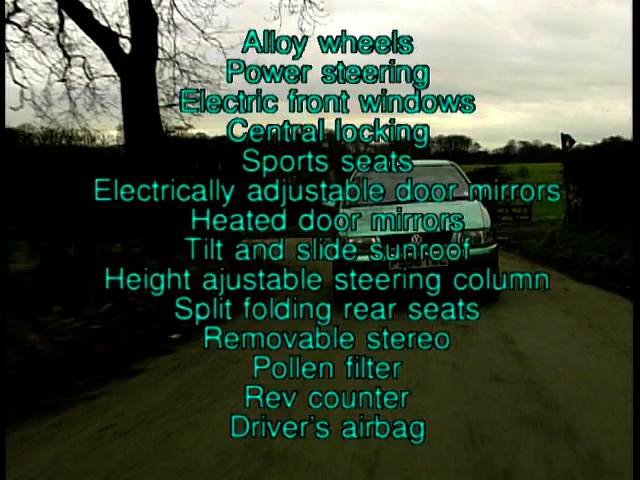 Alloy wheels
Power steering
Electric front windows
Central locking
Sports seats
Electrically adjustable door mirrors
Heated door mirrors
Tilt and slide sunroof
Height ajustable steering column
Split folding rear seats
Removable stereo
Pollen filter
Rev counter
Driver's airbag